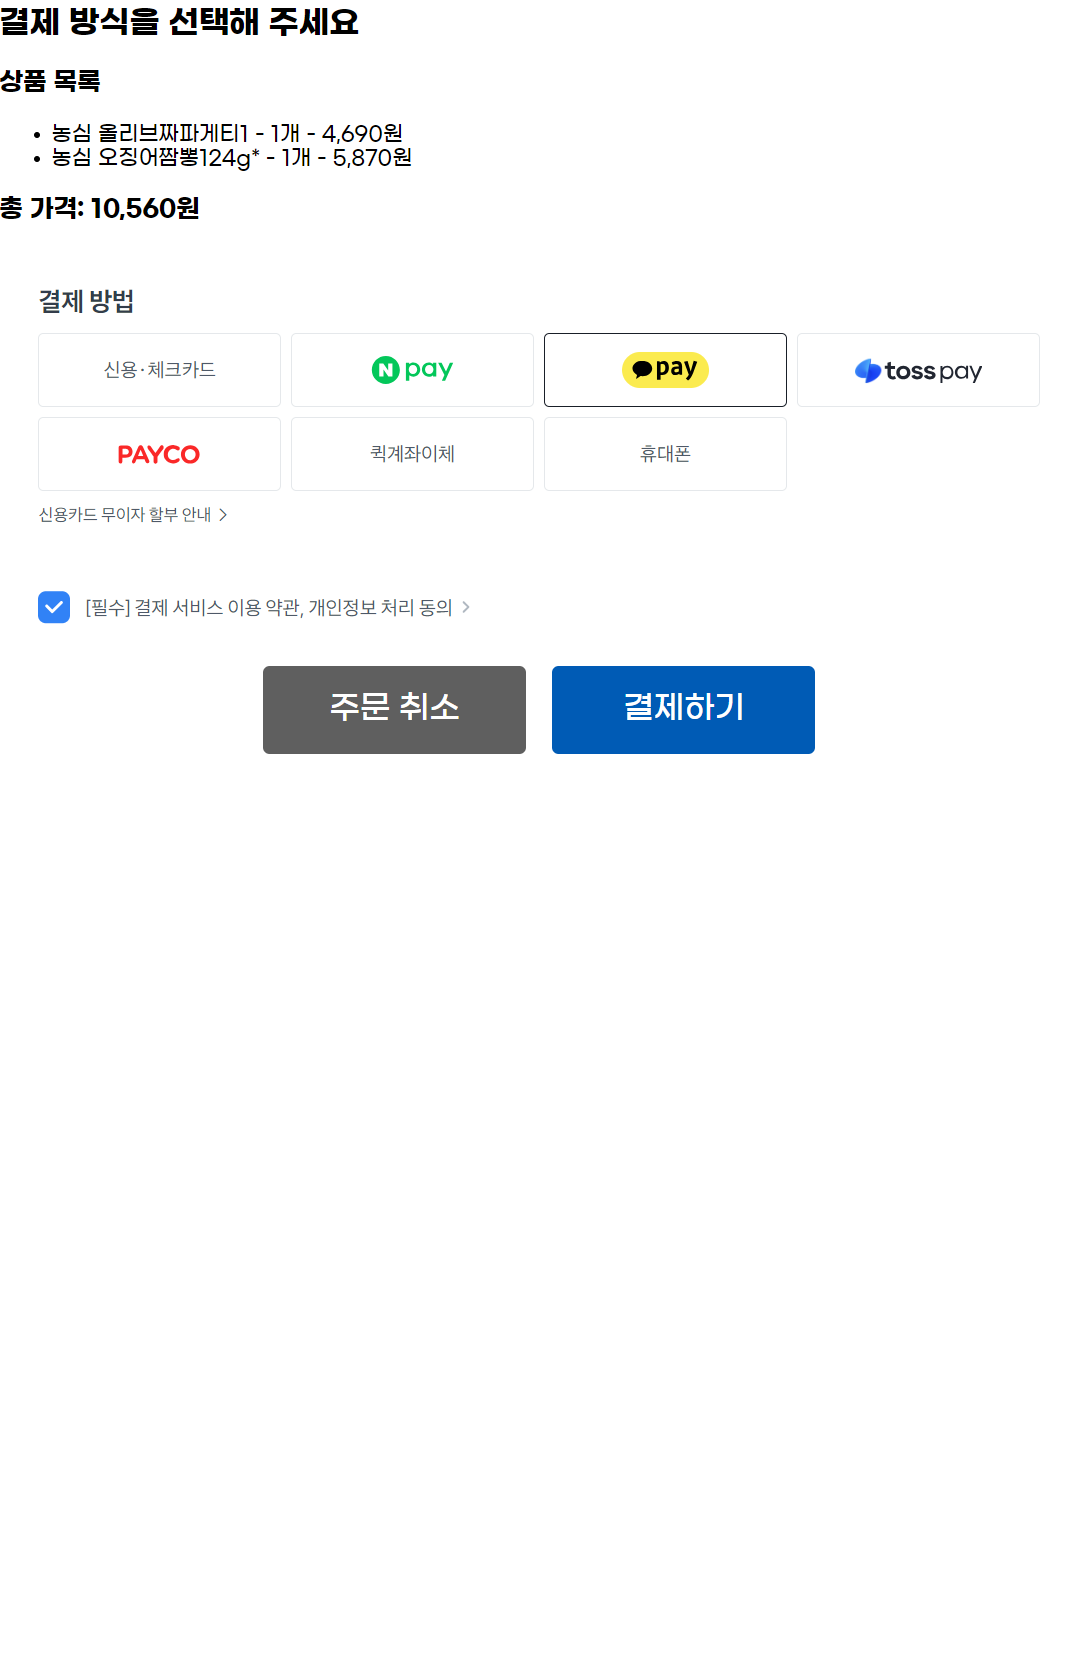 결제 방식을 선택해 주세요
상품 목록
• 농심 올리브짜파게티1 - 1개 - 4,690원
• 농심 오징어짬뽕124g* - 1개 - 5,870원
총 가격: 10,560원
결제 방법
신용·체크카드
N pay
pay
toss pay
PAYCO
퀵계좌이체
휴대폰
신용카드 무이자 할부 안내 >
[필수] 결제 서비스 이용 약관, 개인정보 처리 동의 >
주문 취소
결제하기